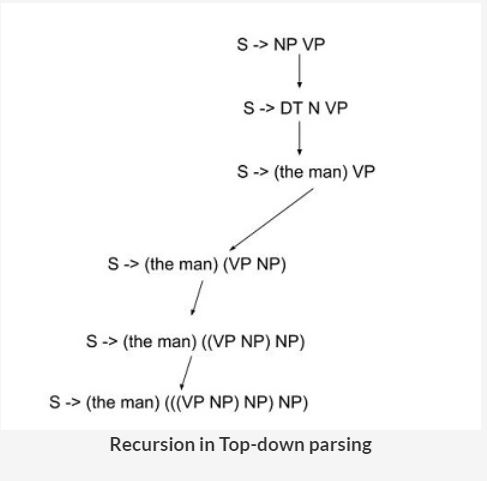 S -> NP VP
S -> DT N VP
S -> (the man) VP
S -> (the man) (VP NP)
S -> (the man) ((VP NP) NP)
S -> (the man) (((VP NP) NP) NP)
Recursion in Top-down parsing